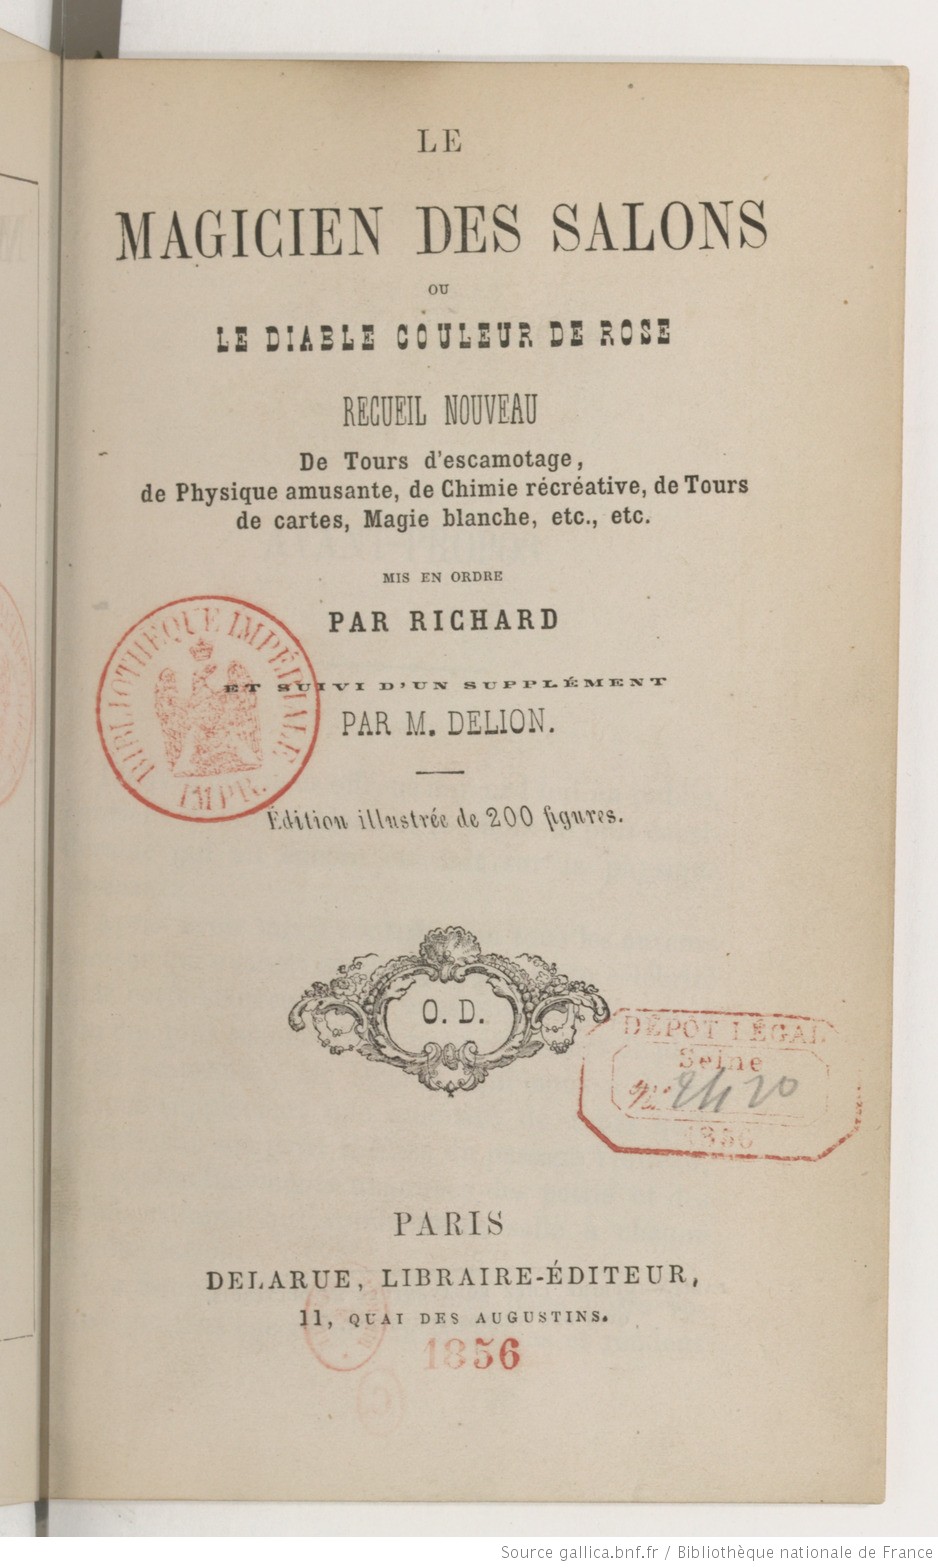 LE
MAGICIEN DES SALONS
OU
LE DIABLE COULEUR DE ROSE
RECUEIL NOUVEAU
De Tours d'escamotage,
de Physique amusante, de Chimie récréative, de Tours
de cartes, Magie blanche, etc., etc.
MIS EN ORDRE
PAR RICHARD
BIBLIOTHÈQUE IMPÉRIALE
IMPR.
ET SUIVI D'UN SUPPLÉMENT
PAR M. DELION.
Édition illustrée de 200 figures.
O. D.
DÉPOT LÉGAL
Seine
1856
PARIS
DELARUE, LIBRAIRE-ÉDITEUR,
11, QUAI DES AUGUSTINS.
1856
Source gallica.bnf.fr / Bibliothèque nationale de France